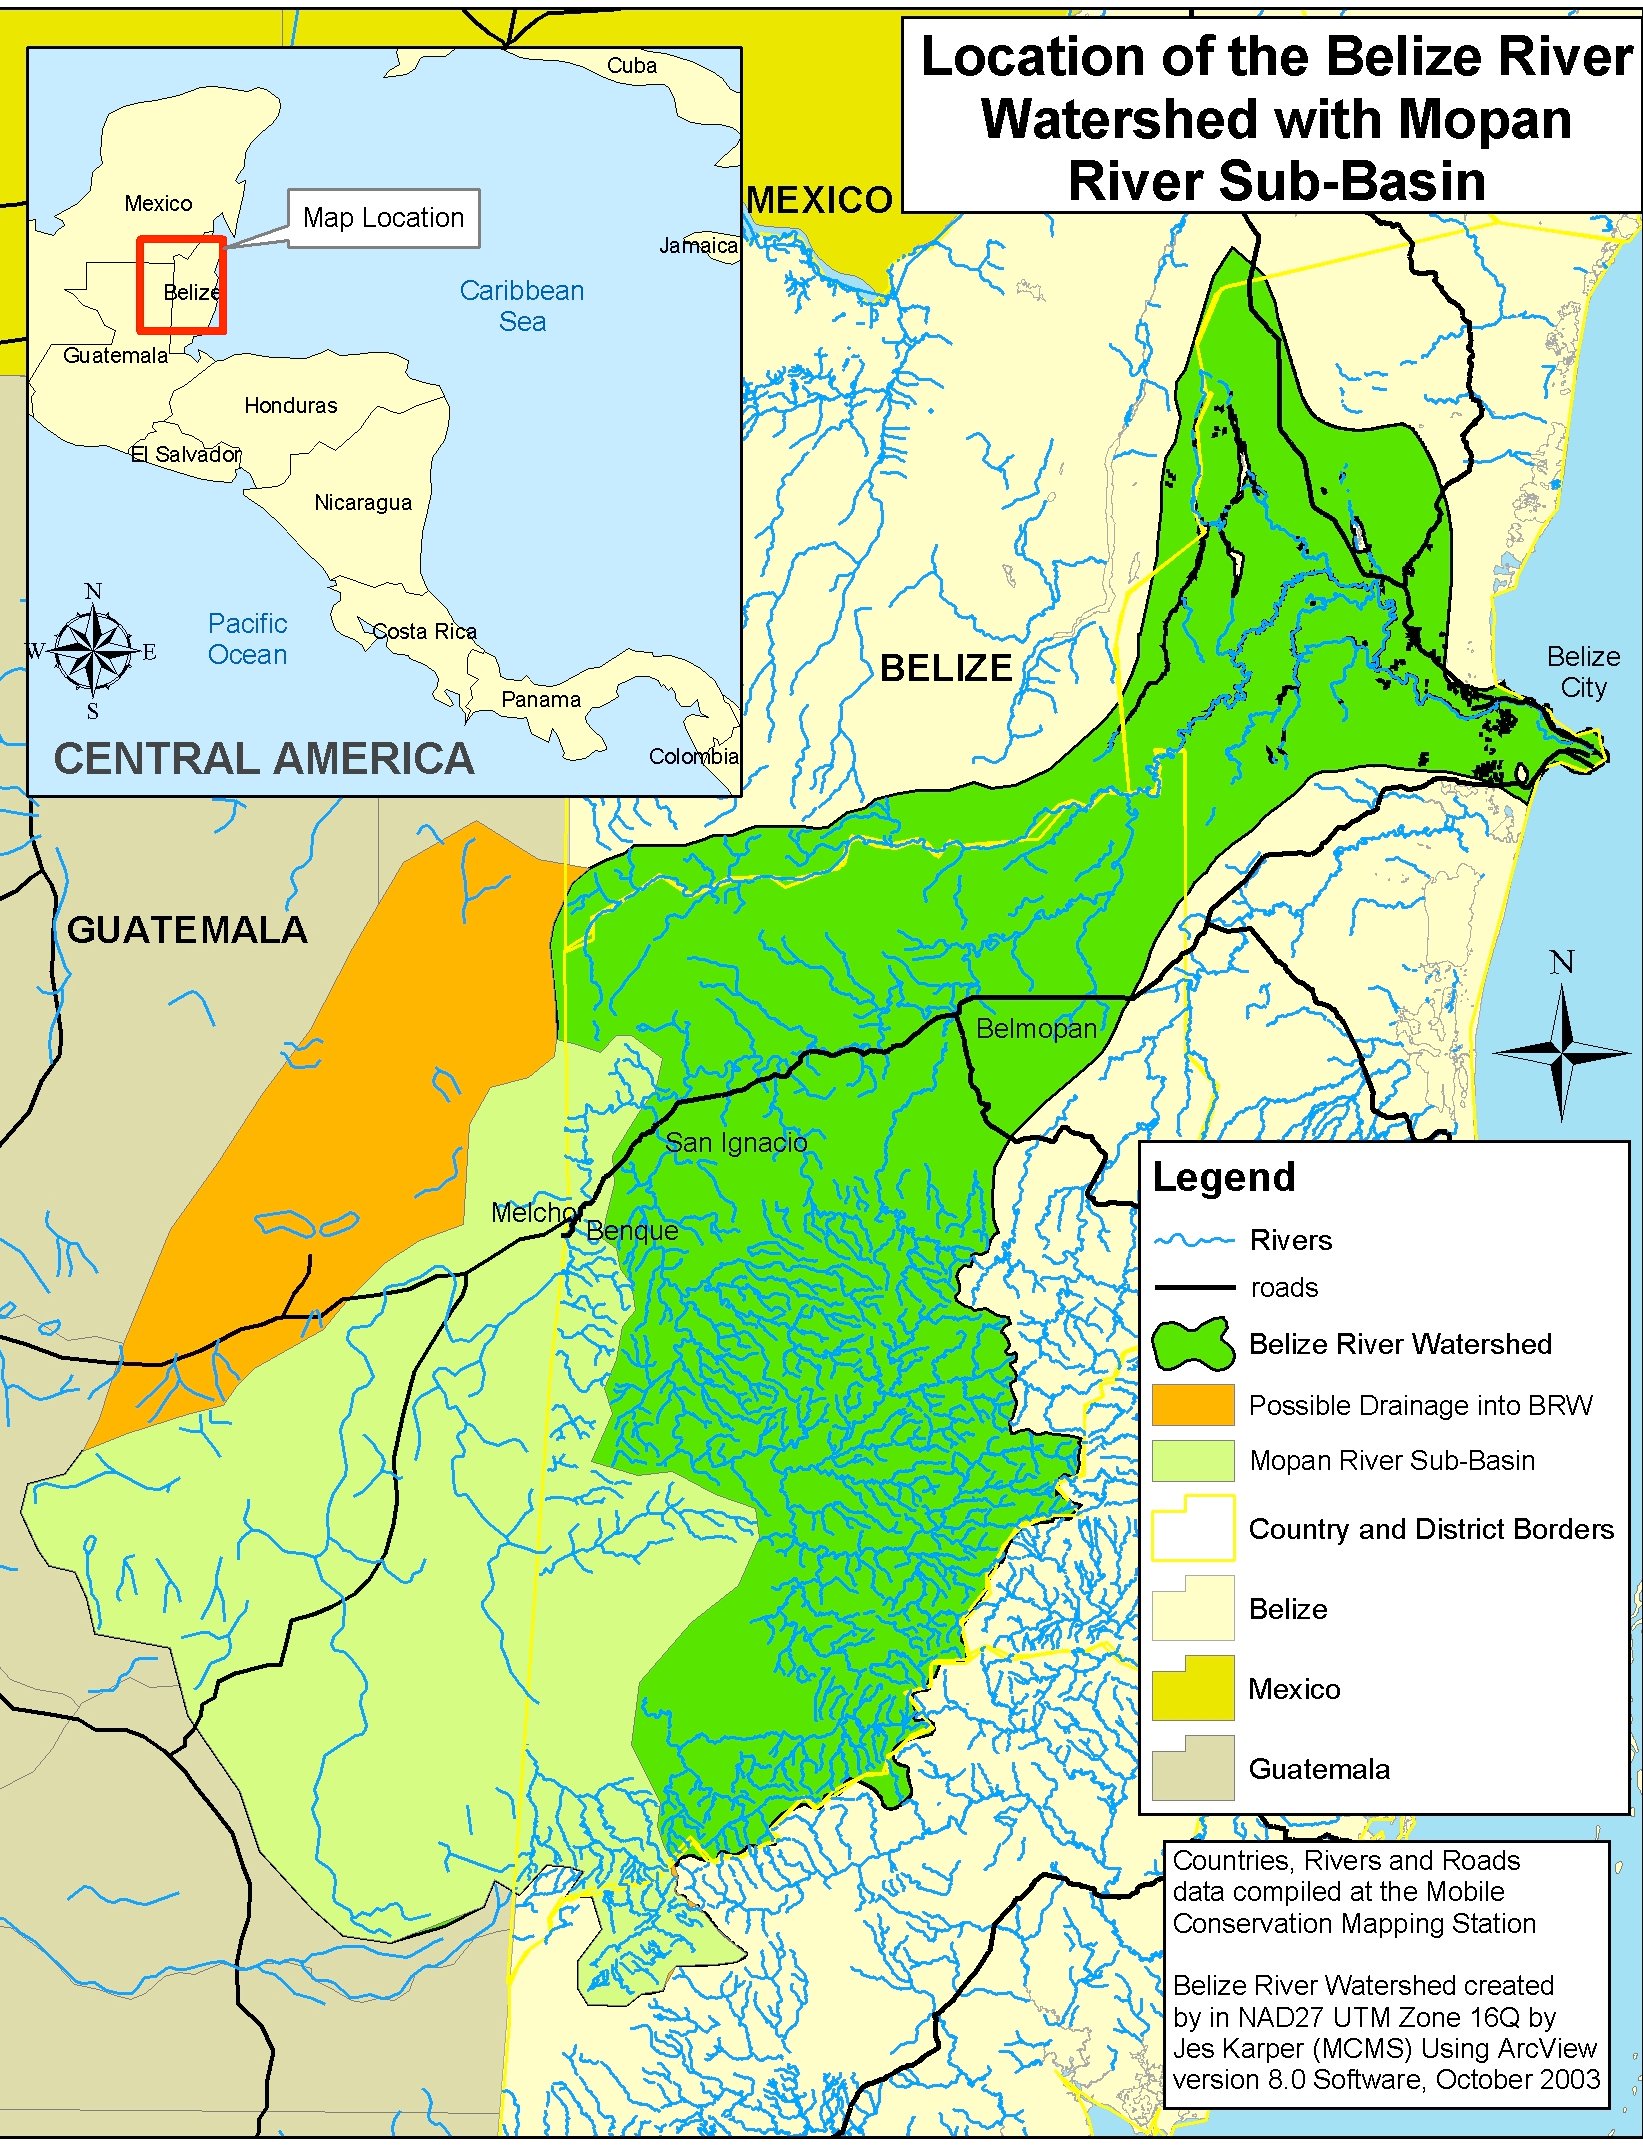 Location of the Belize River
Watershed with Mopan
River Sub-Basin
Cuba
Mexico
Map Location
Jamaica
Belize
Caribbean
Sea
Guatemala
Honduras
El Salvador
Nicaragua
N
W
E
S
Pacific
Ocean
Costa Rica
Panama
Colombia
CENTRAL AMERICA
MEXICO
BELIZE
Belize
City
GUATEMALA
N
Belmopan
San Ignacio
Melchor
Benque
Legend
Rivers
roads
Belize River Watershed
Possible Drainage into BRW
Mopan River Sub-Basin
Country and District Borders
Belize
Mexico
Guatemala
Countries, Rivers and Roads
data compiled at the Mobile
Conservation Mapping Station
Belize River Watershed created
by in NAD27 UTM Zone 16Q by
Jes Karper (MCMS) Using ArcView
version 8.0 Software, October 2003